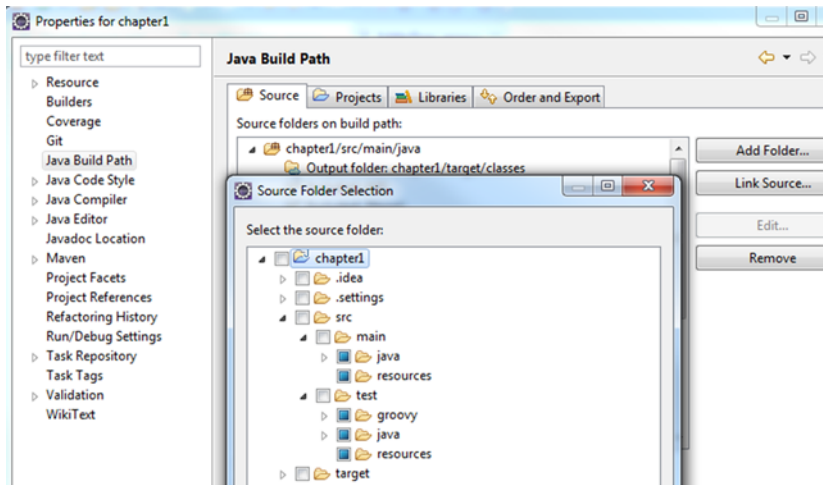 Properties for chapter1
type filter text
Resource
Builders
Coverage
Git
Java Build Path
Java Code Style
Java Compiler
Java Editor
Javadoc Location
Maven
Project Facets
Project References
Refactoring History
Run/Debug Settings
Task Repository
Task Tags
Validation
WikiText
Java Build Path
Source Projects Libraries Order and Export
Source folders on build path:
chapter1/src/main/java
Output folder: chapter1/target/classes
Add Folder...
Link Source...
Edit...
Remove
Source Folder Selection
Select the source folder:
chapter1
.idea
.settings
src
main
java
resources
test
groovy
java
resources
target